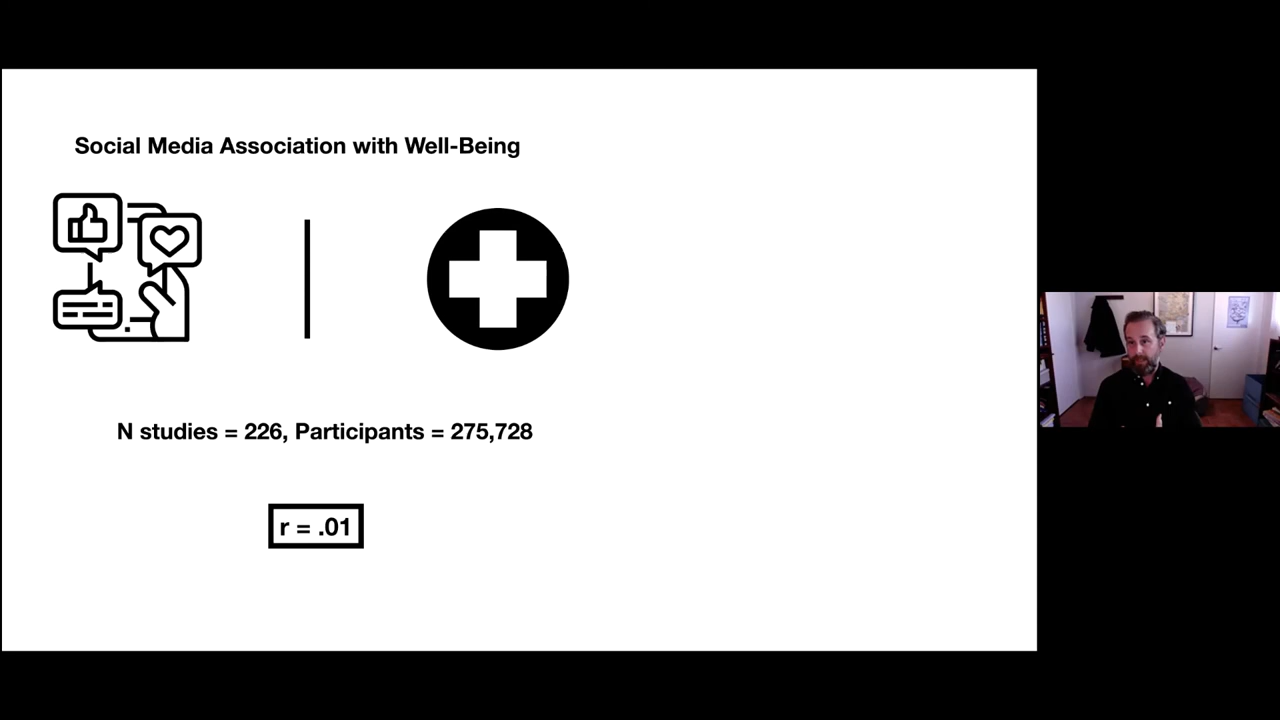 Social Media Association with Well-Being
N studies = 226, Participants = 275,728
r = .01